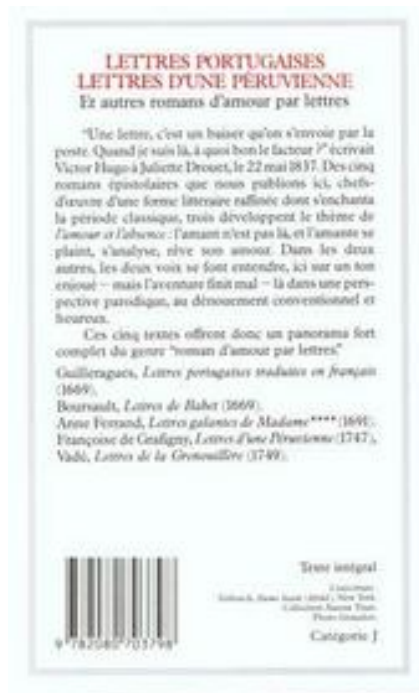 LETTRES PORTUGAISES
LETTRES D'UNE PÉRUVIENNE
Et autres romans d'amour par lettres
"Une lettre, c'est un baiser qu'on s'envoie par la
poste. Quand je suis là, à quoi bon le facteur ?" écrivait
Victor Hugo à Juliette Drouet, le 22 mai 1837. Des cinq
romans épistolaires que nous publions ici, chefs-
d'œuvre d'une forme littéraire raffinée dont s'enchanta
la période classique, trois développent le thème de
l'amour et l'absence : l'amant n'est pas là, et l'amante se
plaint, s'analyse, rêve son amour. Dans les deux
autres, les deux voix se font entendre, ici sur un ton
enjoué – mais l'aventure finit mal – là dans une pers-
pective parodique, au dénouement conventionnel et
heureux.
Ces cinq textes offrent donc un panorama fort
complet du genre "roman d'amour par lettres"
Guilleragues, Lettres portugaises traduites en français
(1669),
Boursault, Lettres de Babet (1669),
Anne Ferrand, Lettres galantes de Madame**** (1691),
Françoise de Grafigny, Lettres d'une Péruvienne (1747),
Vadé, Lettres de la Grenouillère (1749).
Texte intégral
New York
Catégorie J
9 782080 703798